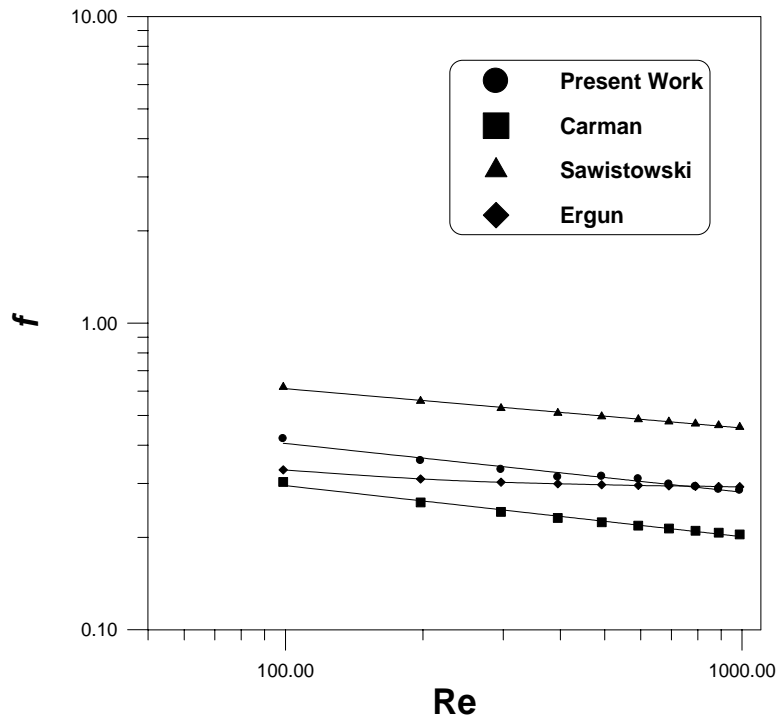 10.00
Present Work
Carman
Sawistowski
Ergun
f
1.00
0.10
100.00
1000.00
Re